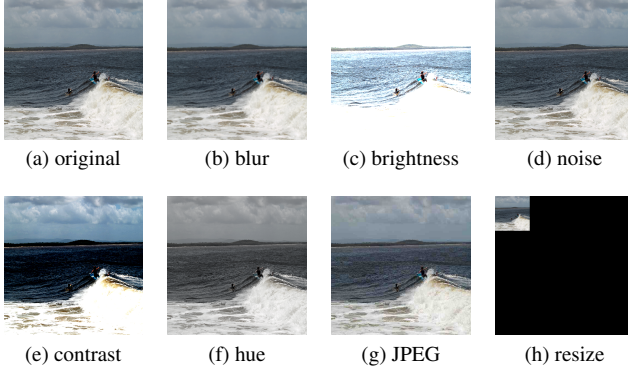 (a) original
(b) blur
(c) brightness
(d) noise
(e) contrast
(f) hue
(g) JPEG
(h) resize